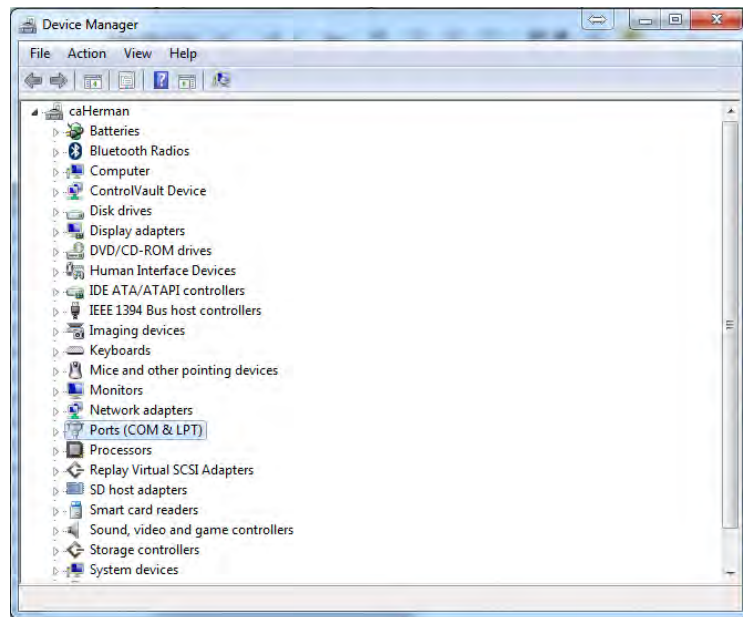 Device Manager
File Action View Help
caHerman
Batteries
Bluetooth Radios
Computer
ControlVault Device
Disk drives
Display adapters
DVD/CD-ROM drives
Human Interface Devices
IDE ATA/ATAPI controllers
IEEE 1394 Bus host controllers
Imaging devices
Keyboards
Mice and other pointing devices
Monitors
Network adapters
Ports (COM & LPT)
Processors
Replay Virtual SCSI Adapters
SD host adapters
Smart card readers
Sound, video and game controllers
Storage controllers
System devices